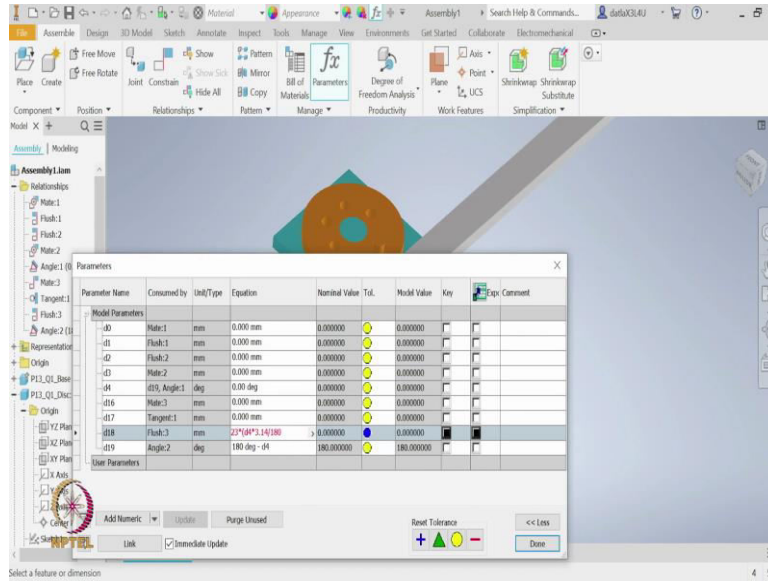 Material
Appearance
Assembly1
Search Help & Commands...
datlaX3L4U
File Assemble Design 3D Model Sketch Annotate Inspect Tools Manage View Environments Get Started Collaborate Electromechanical
Free Move
Free Rotate
Show
Show Sick
Hide All
Pattern
Mirror
Copy
Axis
Point
UCS
Place Create
Joint Constrain
Bill of Materials
Parameters
Degree of Freedom Analysis
Plane
Shrinkwrap
Shrinkwrap Substitute
Component Position Relationships Pattern Manage Productivity Work Features Simplification
Model X +
Assembly | Modeling
Assembly1.iam
Relationships
Mate:1
Flush:1
Flush:2
Mate:2
Angle:1 (0
Mate:3
Tangent:1
Flush:3
Angle:2 (1
Representation
Origin
P13_Q1_Base
P13_Q1_Disc:
Origin
YZ Plan
XZ Plan
XY Plan
X Axis
Parameters
Parameter Name Consumed by Unit/Type Equation Nominal Value Tol. Model Value Key Expo Comment
Model Parameters
d0 Mate:1 mm 0.000 mm 0.000000 0.000000
d1 Flush:1 mm 0.000 mm 0.000000 0.000000
d2 Flush:2 mm 0.000 mm 0.000000 0.000000
d3 Mate:2 mm 0.000 mm 0.000000 0.000000
d4 d19, Angle:1 deg 0.00 deg 0.000000 0.000000
d16 Mate:3 mm 0.000 mm 0.000000 0.000000
d17 Tangent:1 mm 0.000 mm 0.000000 0.000000
d18 Flush:3 mm 23*(d4*3.14/180 > 0.000000 0.000000
d19 Angle:2 deg 180 deg - d4 180.000000 180.000000
User Parameters
Add Numeric Update Purge Unused
Reset Tolerance
<< Less
Link Immediate Update
Done
NPTEL
Select a feature or dimension
4